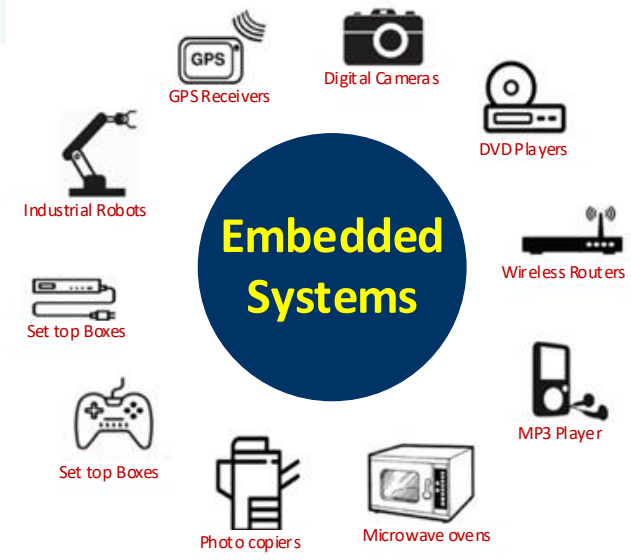 GPS
GPS Receivers
Digital Cameras
DVD Players
Industrial Robots
Embedded
Systems
Wireless Routers
Set top Boxes
MP3 Player
Set top Boxes
Photo copiers
Microwave ovens